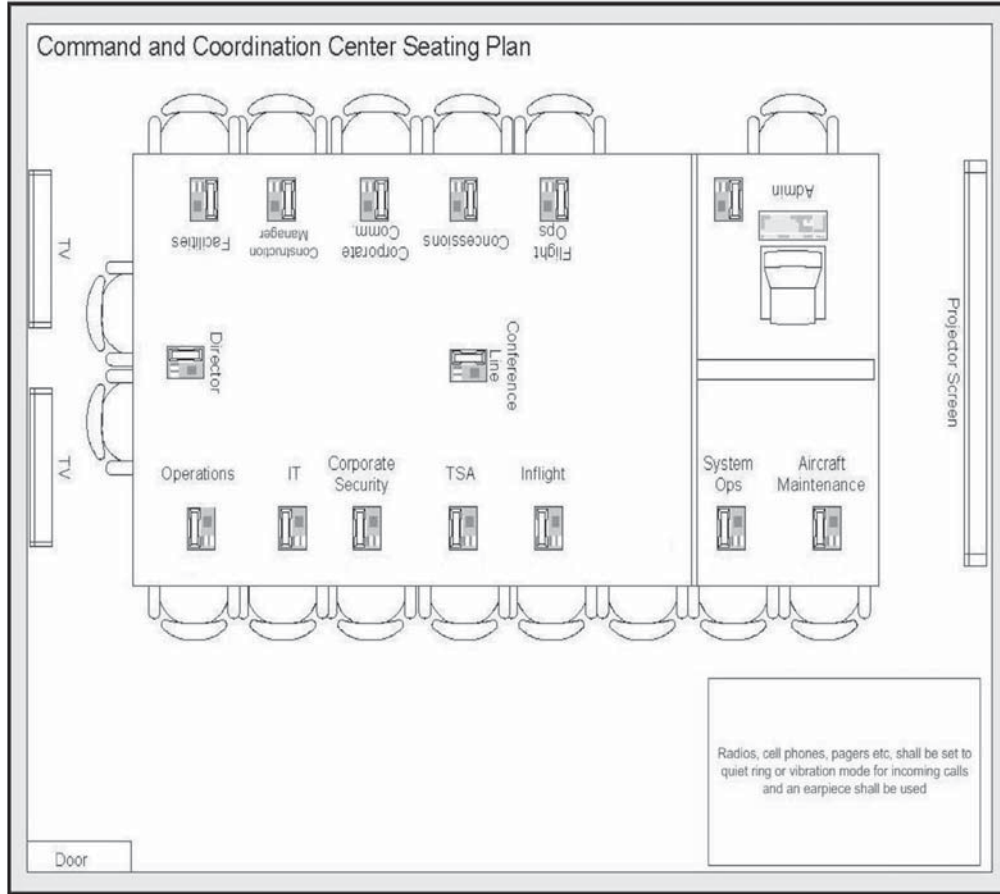 Command and Coordination Center Seating Plan
Facilities
Construction
Manager
Corporate
Comm.
Concessions
Flight
Ops
Admin
TV
TV
Director
Conference
Line
Projector Screen
Operations
IT
Corporate
Security
TSA
Inflight
System
Ops
Aircraft
Maintenance
Radios, cell phones, pagers etc, shall be set to
quiet ring or vibration mode for incoming calls
and an earpiece shall be used
Door